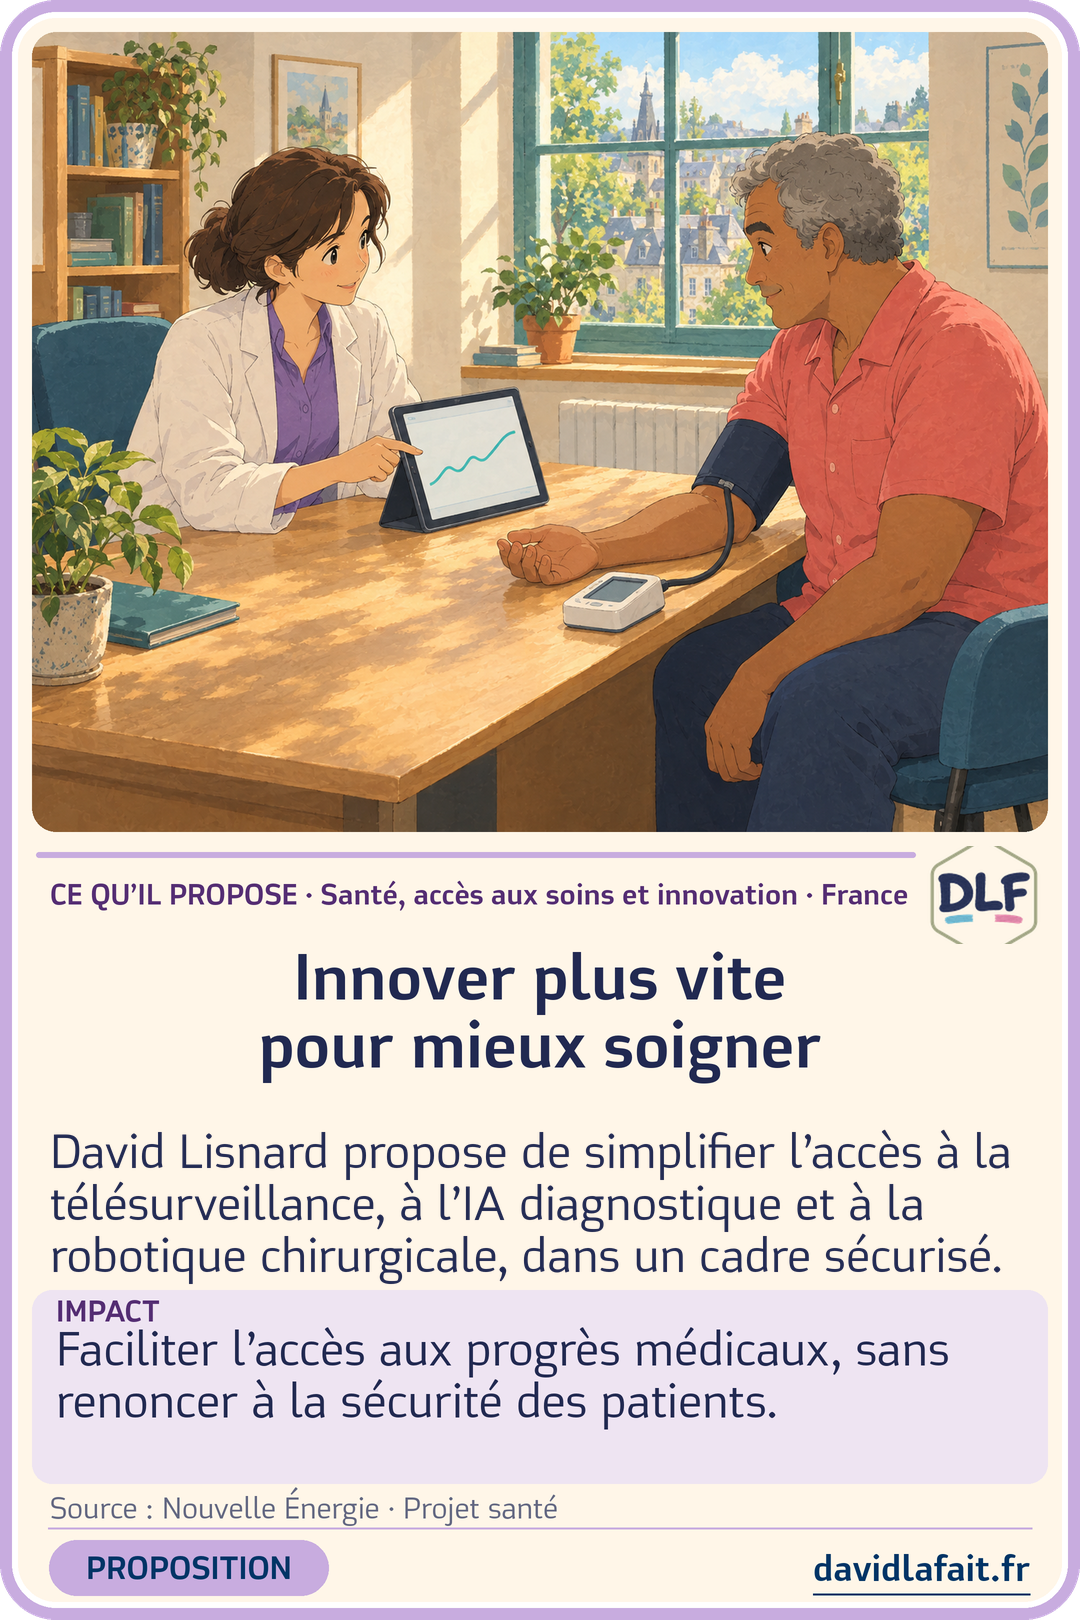 CE QU’IL PROPOSE · Santé, accès aux soins et innovation · France
DLF
Innover plus vite
pour mieux soigner
David Lisnard propose de simplifier l’accès à la
télésurveillance, à l’IA diagnostique et à la
robotique chirurgicale, dans un cadre sécurisé.
IMPACT
Faciliter l’accès aux progrès médicaux, sans
renoncer à la sécurité des patients.
Source : Nouvelle Énergie · Projet santé
PROPOSITION
davidlafait.fr